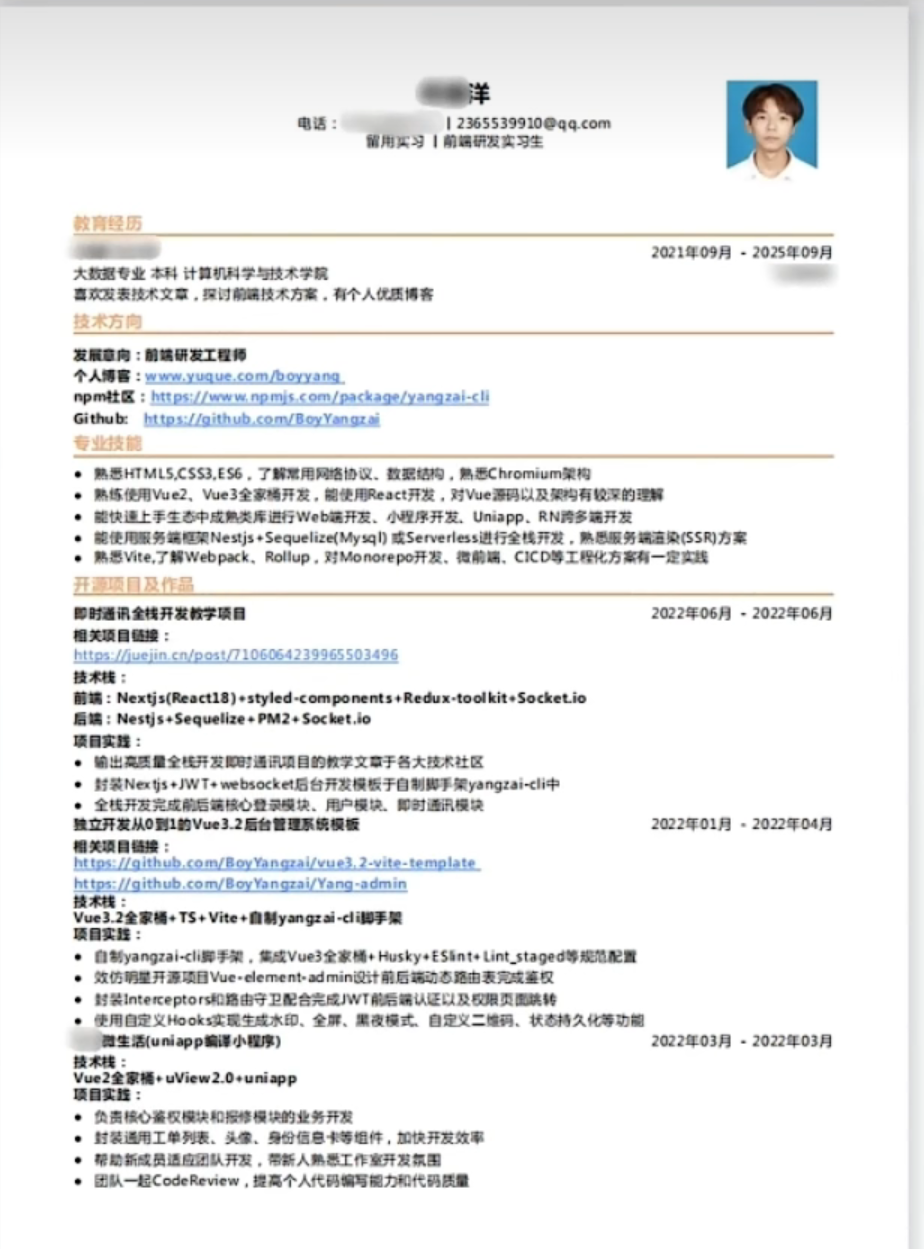 洋
电话： | 2365539910@qq.com
留用实习 | 前端研发实习生
教育经历
2021年09月 - 2025年09月
大数据专业 本科 计算机科学与技术学院
喜欢发表技术文章，探讨前端技术方案，有个人优质博客
技术方向
发展意向：前端研发工程师
个人博客：www.yuque.com/boyyang
npm社区：https://www.npmjs.com/package/yangzai-cli
Github: https://github.com/BoyYangzai
专业技能
• 熟悉HTML5,CSS3,ES6，了解常用网络协议、数据结构，熟悉Chromium架构
• 熟练使用Vue2、Vue3全家桶开发，能使用React开发，对Vue源码以及架构有较深的理解
• 能快速上手生态中成熟类库进行Web端开发、小程序开发、Uniapp、RN跨多端开发
• 能使用服务端框架Nestjs+Sequelize(Mysql) 或Serverless进行全栈开发，熟悉服务端渲染(SSR)方案
• 熟悉Vite,了解Webpack、Rollup，对Monorepo开发、微前端、CICD等工程化方案有一定实践
开源项目及作品
即时通讯全栈开发教学项目 2022年06月 - 2022年06月
相关项目链接：
https://juejin.cn/post/7106064239965503496
技术栈：
前端：Nextjs(React18)+styled-components+Redux-toolkit+Socket.io
后端：Nestjs+Sequelize+PM2+Socket.io
项目实践：
• 输出高质量全栈开发即时通讯项目的教学文章于各大技术社区
• 封装Nextjs+JWT+websocket后台开发模板于自制脚手架yangzai-cli中
• 全栈开发完成前后端核心登录模块、用户模块、即时通讯模块
独立开发从0到1的Vue3.2后台管理系统模板 2022年01月 - 2022年04月
相关项目链接：
https://github.com/BoyYangzai/vue3.2-vite-template
https://github.com/BoyYangzai/Yang-admin
技术栈：
Vue3.2全家桶+TS+Vite+自制yangzai-cli脚手架
项目实践：
• 自制yangzai-cli脚手架，集成Vue3全家桶+Husky+ESlint+Lint_staged等规范配置
• 效仿明星开源项目Vue-element-admin设计前后端动态路由表完成鉴权
• 封装Interceptors和路由守卫配合完成JWT前后端认证以及权限页面跳转
• 使用自定义Hooks实现生成水印、全屏、黑夜模式、自定义二维码、状态持久化等功能
微生活(uniapp编译小程序) 2022年03月 - 2022年03月
技术栈：
Vue2全家桶+uView2.0+uniapp
项目实践：
• 负责核心鉴权模块和报修模块的业务开发
• 封装通用工单列表、头像、身份信息卡等组件，加快开发效率
• 帮助新成员适应团队开发，带新人熟悉工作室开发氛围
• 团队一起CodeReview，提高个人代码编写能力和代码质量